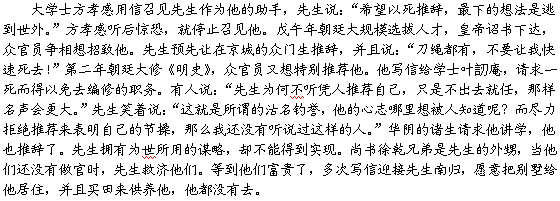 大学士方孝感用信召见先生作为他的助手，先生说：“希望以死推辞，最下的想法是逃
到世外。”方孝感听后惊恐，就停止召见他。戊午年朝廷大规模选拔人才，皇帝诏书下达，
众官员争相想招致他。先生预先让在京城的众门生推辞，并且说：“刀绳都有，不要让我快
速死去！”第二年朝廷大修《明史》，众官员又想特别推荐他。他写信给学士叶訒庵，请求一
死而得以免去编修的职务。有人说：“先生为何不听凭人推荐自己，只是不出去就任，那样
名声会更大。”先生笑着说：“这就是所谓的沽名钓誉，他的心志哪里想被人知道呢？而尽力
拒绝推荐来表明自己的节操，那么我还没有听说过这样的人。”华阴的诸生请求他讲学，他
也推辞了。先生拥有为世所用的谋略，却不能得到实现。尚书徐乾兄弟是先生的外甥，当他
们还没有做官时，先生救济他们。等到他们富贵了，多次写信迎接先生南归，愿意把别墅给
他居住，并且买田来供养他，他都没有去。